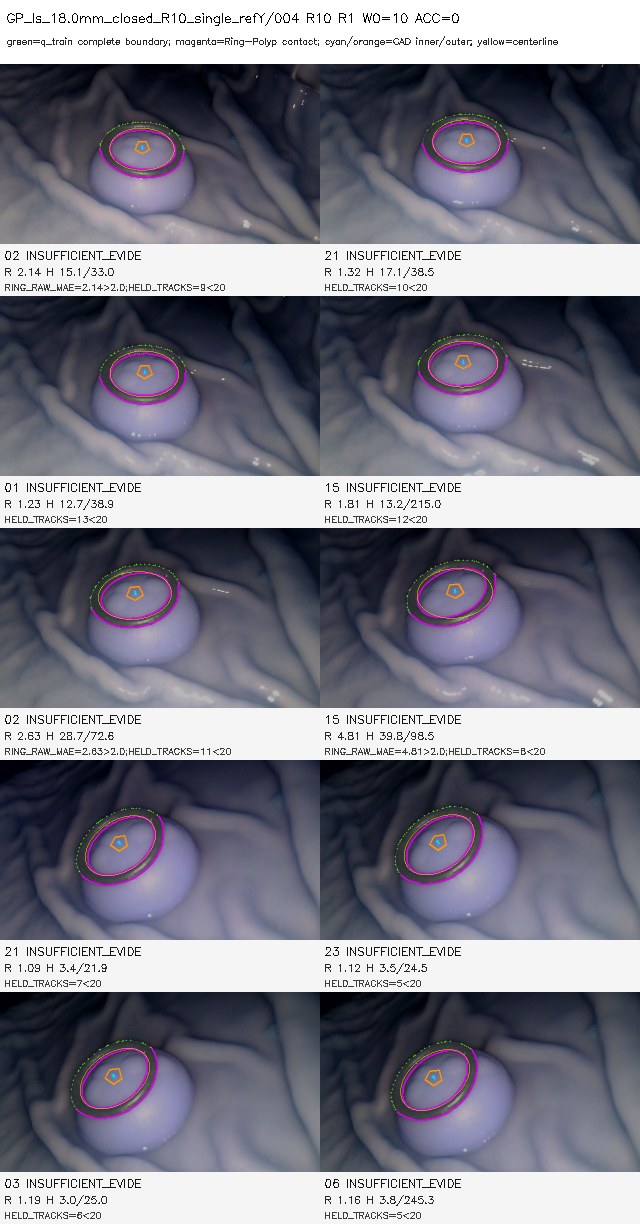 GP_Is_18.0mm_closed_R10_single_refY/004 R10 R1 WO=10 ACC=0
green=q_train complete boundary; magenta=Ring-Polyp contact; cyan/orange=CAD inner/outer; yellow=centerline
02 INSUFFICIENT_EVIDE
R 2.14 H 15.1/33.0
RING_RAW_MAE=2.14>2.0;HELD_TRACKS=9<20
21 INSUFFICIENT_EVIDE
R 1.32 H 17.1/38.5
HELD_TRACKS=10<20
01 INSUFFICIENT_EVIDE
R 1.23 H 12.7/38.9
HELD_TRACKS=13<20
15 INSUFFICIENT_EVIDE
R 1.81 H 13.2/215.0
HELD_TRACKS=12<20
02 INSUFFICIENT_EVIDE
R 2.63 H 28.7/72.6
RING_RAW_MAE=2.63>2.0;HELD_TRACKS=11<20
15 INSUFFICIENT_EVIDE
R 4.81 H 39.8/98.5
RING_RAW_MAE=4.81>2.0;HELD_TRACKS=8<20
21 INSUFFICIENT_EVIDE
R 1.09 H 3.4/21.9
HELD_TRACKS=7<20
23 INSUFFICIENT_EVIDE
R 1.12 H 3.5/24.5
HELD_TRACKS=5<20
03 INSUFFICIENT_EVIDE
R 1.19 H 3.0/25.0
HELD_TRACKS=6<20
06 INSUFFICIENT_EVIDE
R 1.16 H 3.8/245.3
HELD_TRACKS=5<20